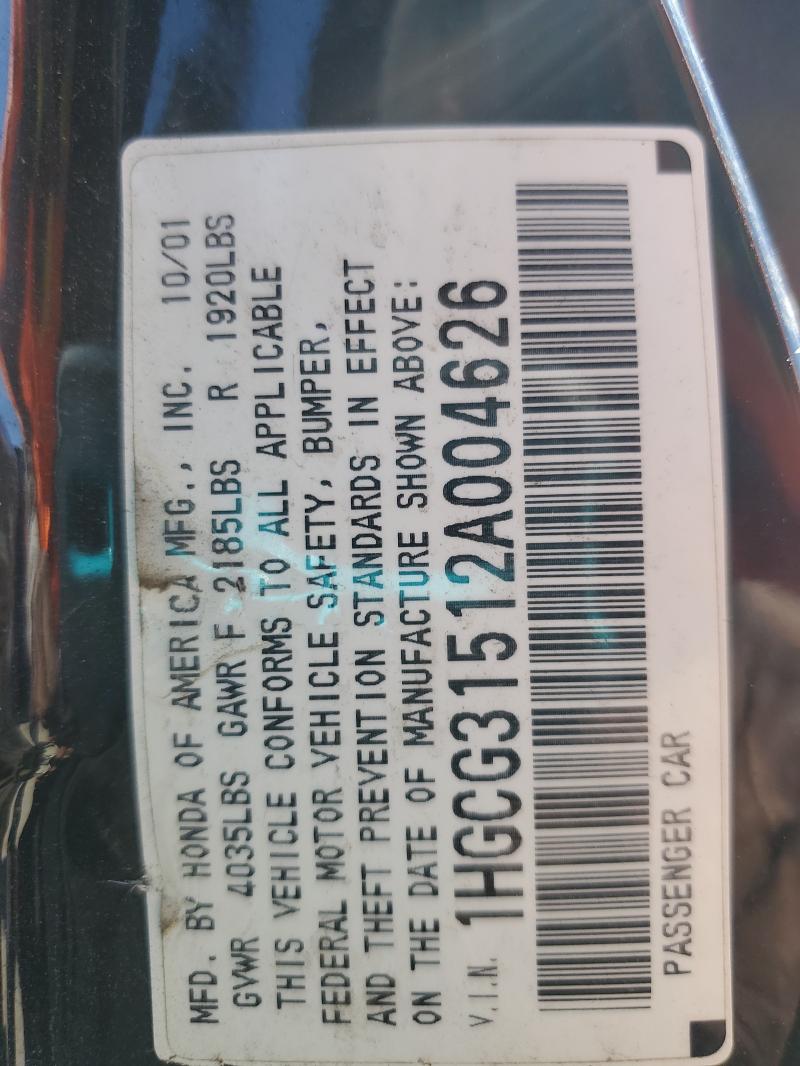 MFD. BY HONDA OF AMERICA MFG., INC. 10/01
GVWR 4035LBS GAWR F 2185LBS R 1920LBS
THIS VEHICLE CONFORMS TO ALL APPLICABLE
FEDERAL MOTOR VEHICLE SAFETY, BUMPER,
AND THEFT PREVENTION STANDARDS IN EFFECT
ON THE DATE OF MANUFACTURE SHOWN ABOVE:
V.I.N. 1HGCG31512A004626
PASSENGER CAR